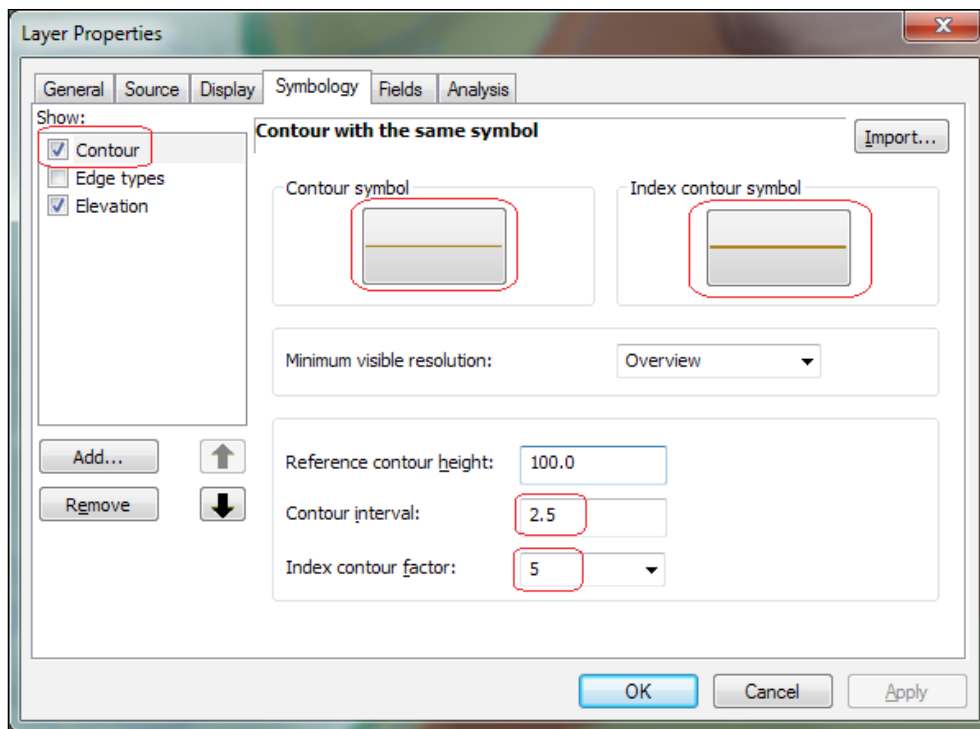 Layer Properties
General Source Display Symbology Fields Analysis
Show:
Contour
Edge types
Elevation
Add...
Remove
Contour with the same symbol
Import...
Contour symbol
Index contour symbol
Minimum visible resolution: Overview
Reference contour height: 100.0
Contour interval: 2.5
Index contour factor: 5
OK Cancel Apply